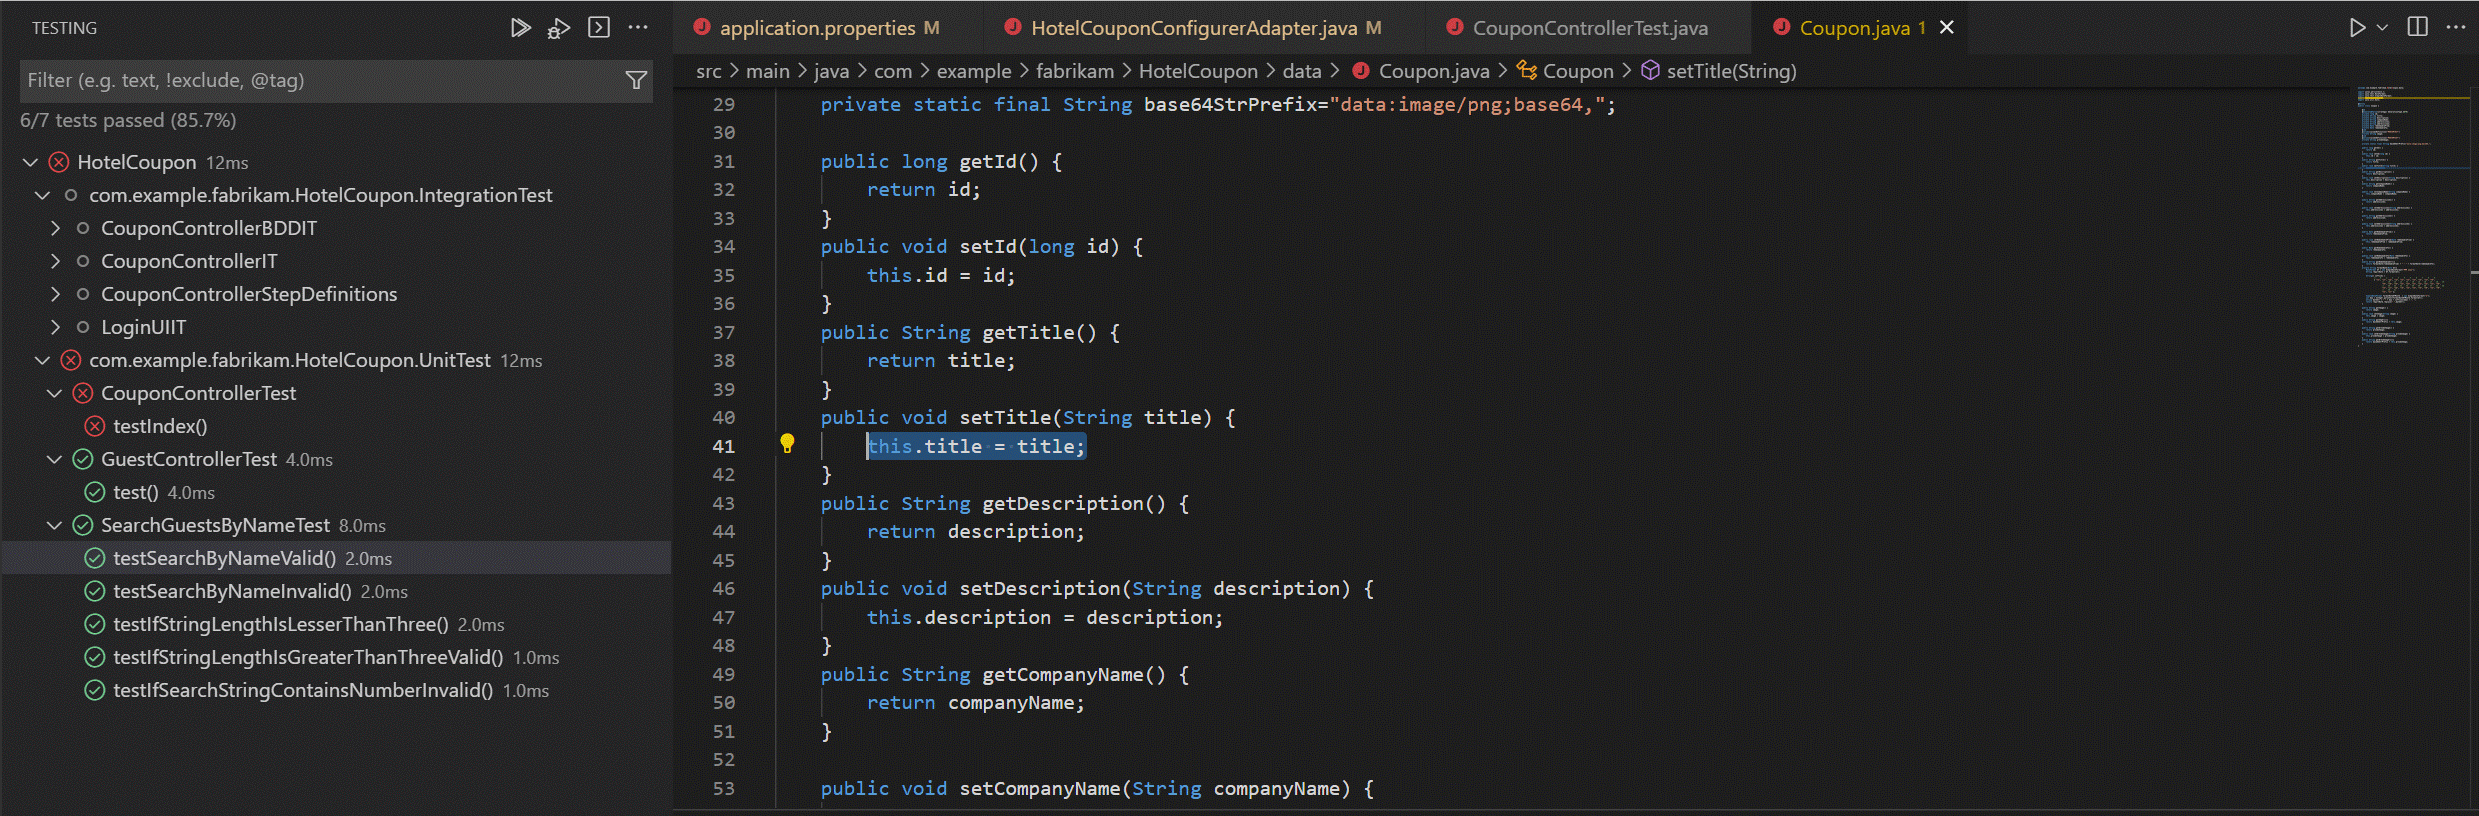 TESTING
Filter (e.g. text, !exclude, @tag)
6/7 tests passed (85.7%)
HotelCoupon 12ms
com.example.fabrikam.HotelCoupon.IntegrationTest
CouponControllerBDDIT
CouponControllerIT
CouponControllerStepDefinitions
LoginUIIT
com.example.fabrikam.HotelCoupon.UnitTest 12ms
CouponControllerTest
testIndex()
GuestControllerTest 4.0ms
test() 4.0ms
SearchGuestsByNameTest 8.0ms
testSearchByNameValid() 2.0ms
testSearchByNameInvalid() 2.0ms
testIfStringLengthIsLesserThanThree() 2.0ms
testIfStringLengthIsGreaterThanThreeValid() 1.0ms
testIfSearchStringContainsNumberInvalid() 1.0ms
J application.properties M J HotelCouponConfigurerAdapter.java M J CouponControllerTest.java J Coupon.java 1
src > main > java > com > example > fabrikam > HotelCoupon > data > J Coupon.java > Coupon > setTitle(String)
29 private static final String base64StrPrefix="data:image/png;base64,";
30
31 public long getId() {
32 return id;
33 }
34 public void setId(long id) {
35 this.id = id;
36 }
37 public String getTitle() {
38 return title;
39 }
40 public void setTitle(String title) {
41 this.title = title;
42 }
43 public String getDescription() {
44 return description;
45 }
46 public void setDescription(String description) {
47 this.description = description;
48 }
49 public String getCompanyName() {
50 return companyName;
51 }
52
53 public void setCompanyName(String companyName) {